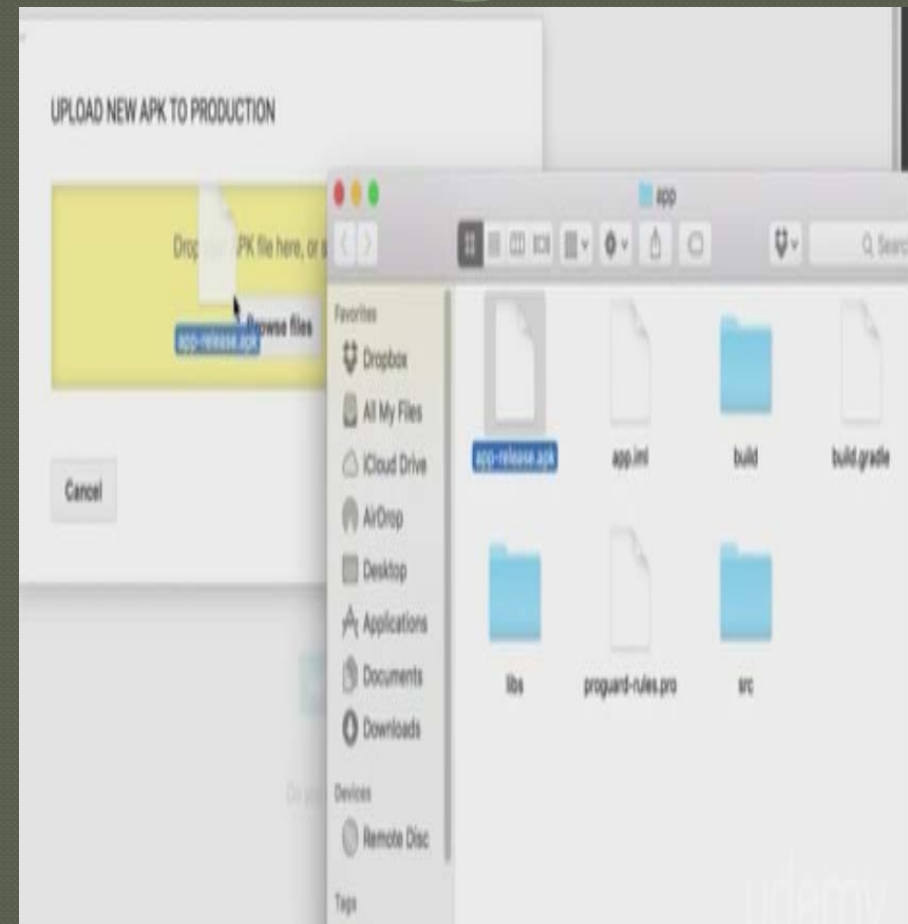 UPLOAD NEW APK TO PRODUCTION
Drop APK file here, or s
Browse files
app-release.apk
Cancel
app
Search
Favorites
Dropbox
All My Files
iCloud Drive
AirDrop
Desktop
Applications
Documents
Downloads
Devices
Remote Disc
Tags
app-release.apk app.iml build build.gradle
libs proguard-rules.pro src
udemy